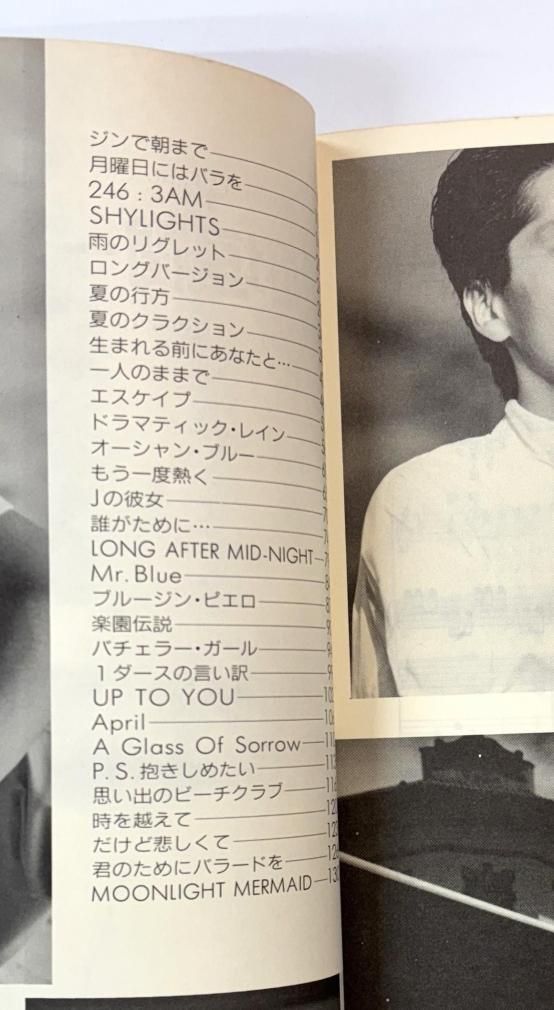 ジンで朝まで
月曜日にはバラを
246 : 3AM
SHYLIGHTS
雨のリグレット
ロングバージョン
夏の行方
夏のクラクション
生まれる前にあなたと…
一人のままで
エスケイプ
ドラマティック・レイン
オーシャン・ブルー
もう一度熱く
Jの彼女
誰がために…
LONG AFTER MID-NIGHT
Mr. Blue
ブルージン・ピエロ
楽園伝説
バチェラー・ガール
1ダースの言い訳
UP TO YOU
April
A Glass Of Sorrow
P.S.抱きしめたい
思い出のビーチクラブ
時を越えて
だけど悲しくて
君のためにバラードを
MOONLIGHT MERMAID